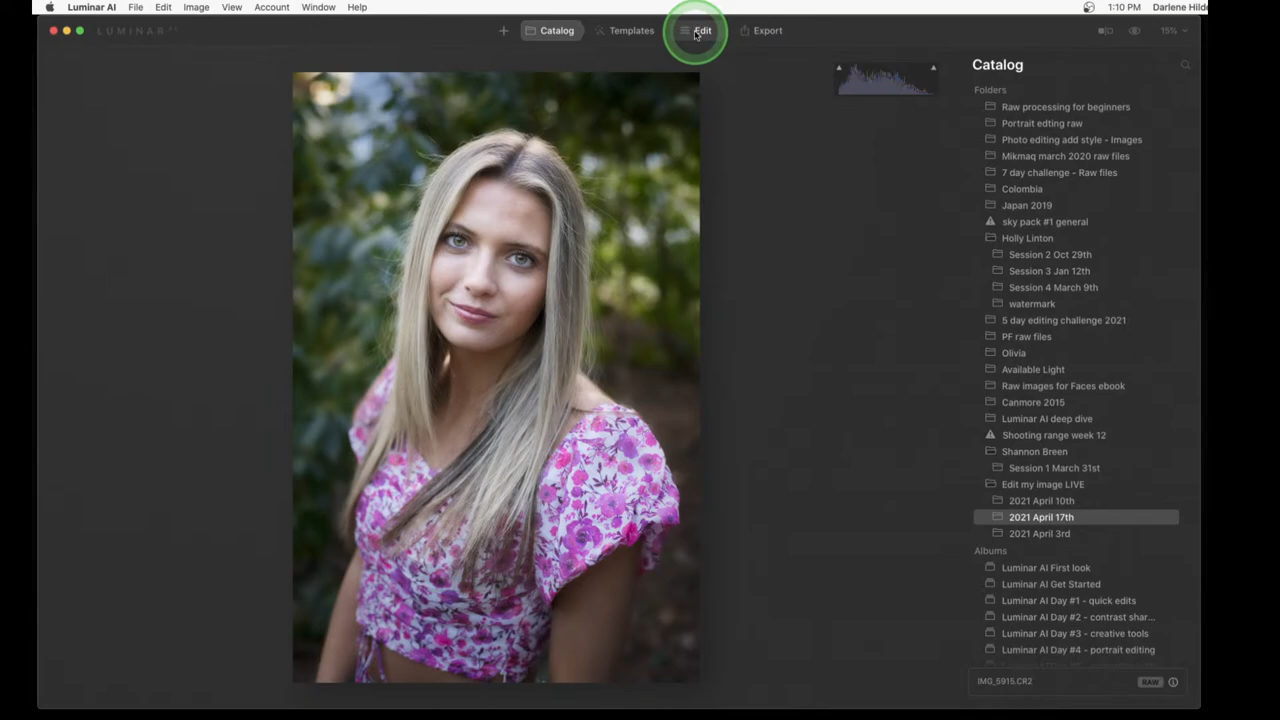 Luminar AI File Edit Image View Account Window Help 1:10 PM Darlene Hild
LUMINAR AI + Catalog Templates Edit Export 15%
Catalog
Folders
Raw processing for beginners
Portrait edting raw
Photo editing add style - Images
Mikmaq march 2020 raw files
7 day challenge - Raw files
Colombia
Japan 2019
sky pack #1 general
Holly Linton
Session 2 Oct 29th
Session 3 Jan 12th
Session 4 March 9th
watermark
5 day editing challenge 2021
PF raw files
Olivia
Available Light
Raw images for Faces ebook
Canmore 2015
Luminar AI deep dive
Shooting range week 12
Shannon Breen
Session 1 March 31st
Edit my image LIVE
2021 April 10th
2021 April 17th
2021 April 3rd
Albums
Luminar AI First look
Luminar AI Get Started
Luminar AI Day #1 - quick edits
Luminar AI Day #2 - contrast shar...
Luminar AI Day #3 - creative tools
Luminar AI Day #4 - portrait editing
IMG_5915.CR2 RAW